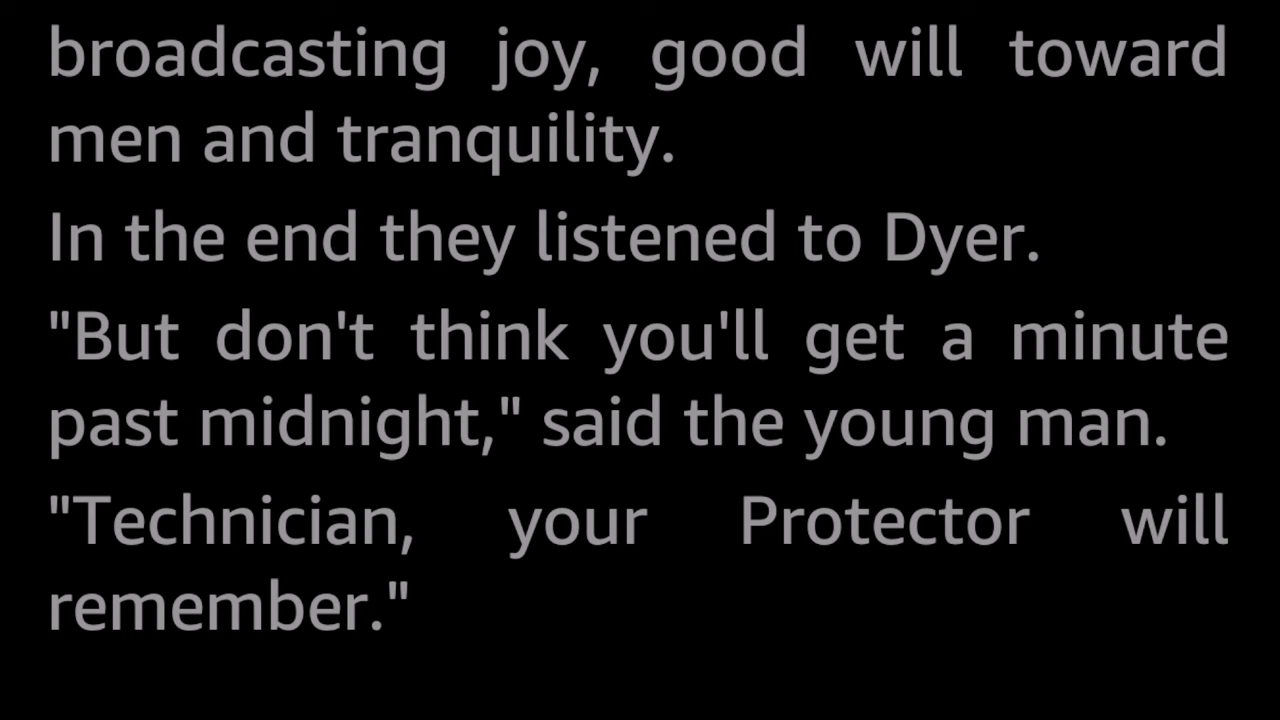 broadcasting joy, good will toward
men and tranquility.
In the end they listened to Dyer.
"But don't think you'll get a minute
past midnight," said the young man.
"Technician, your Protector will
remember."